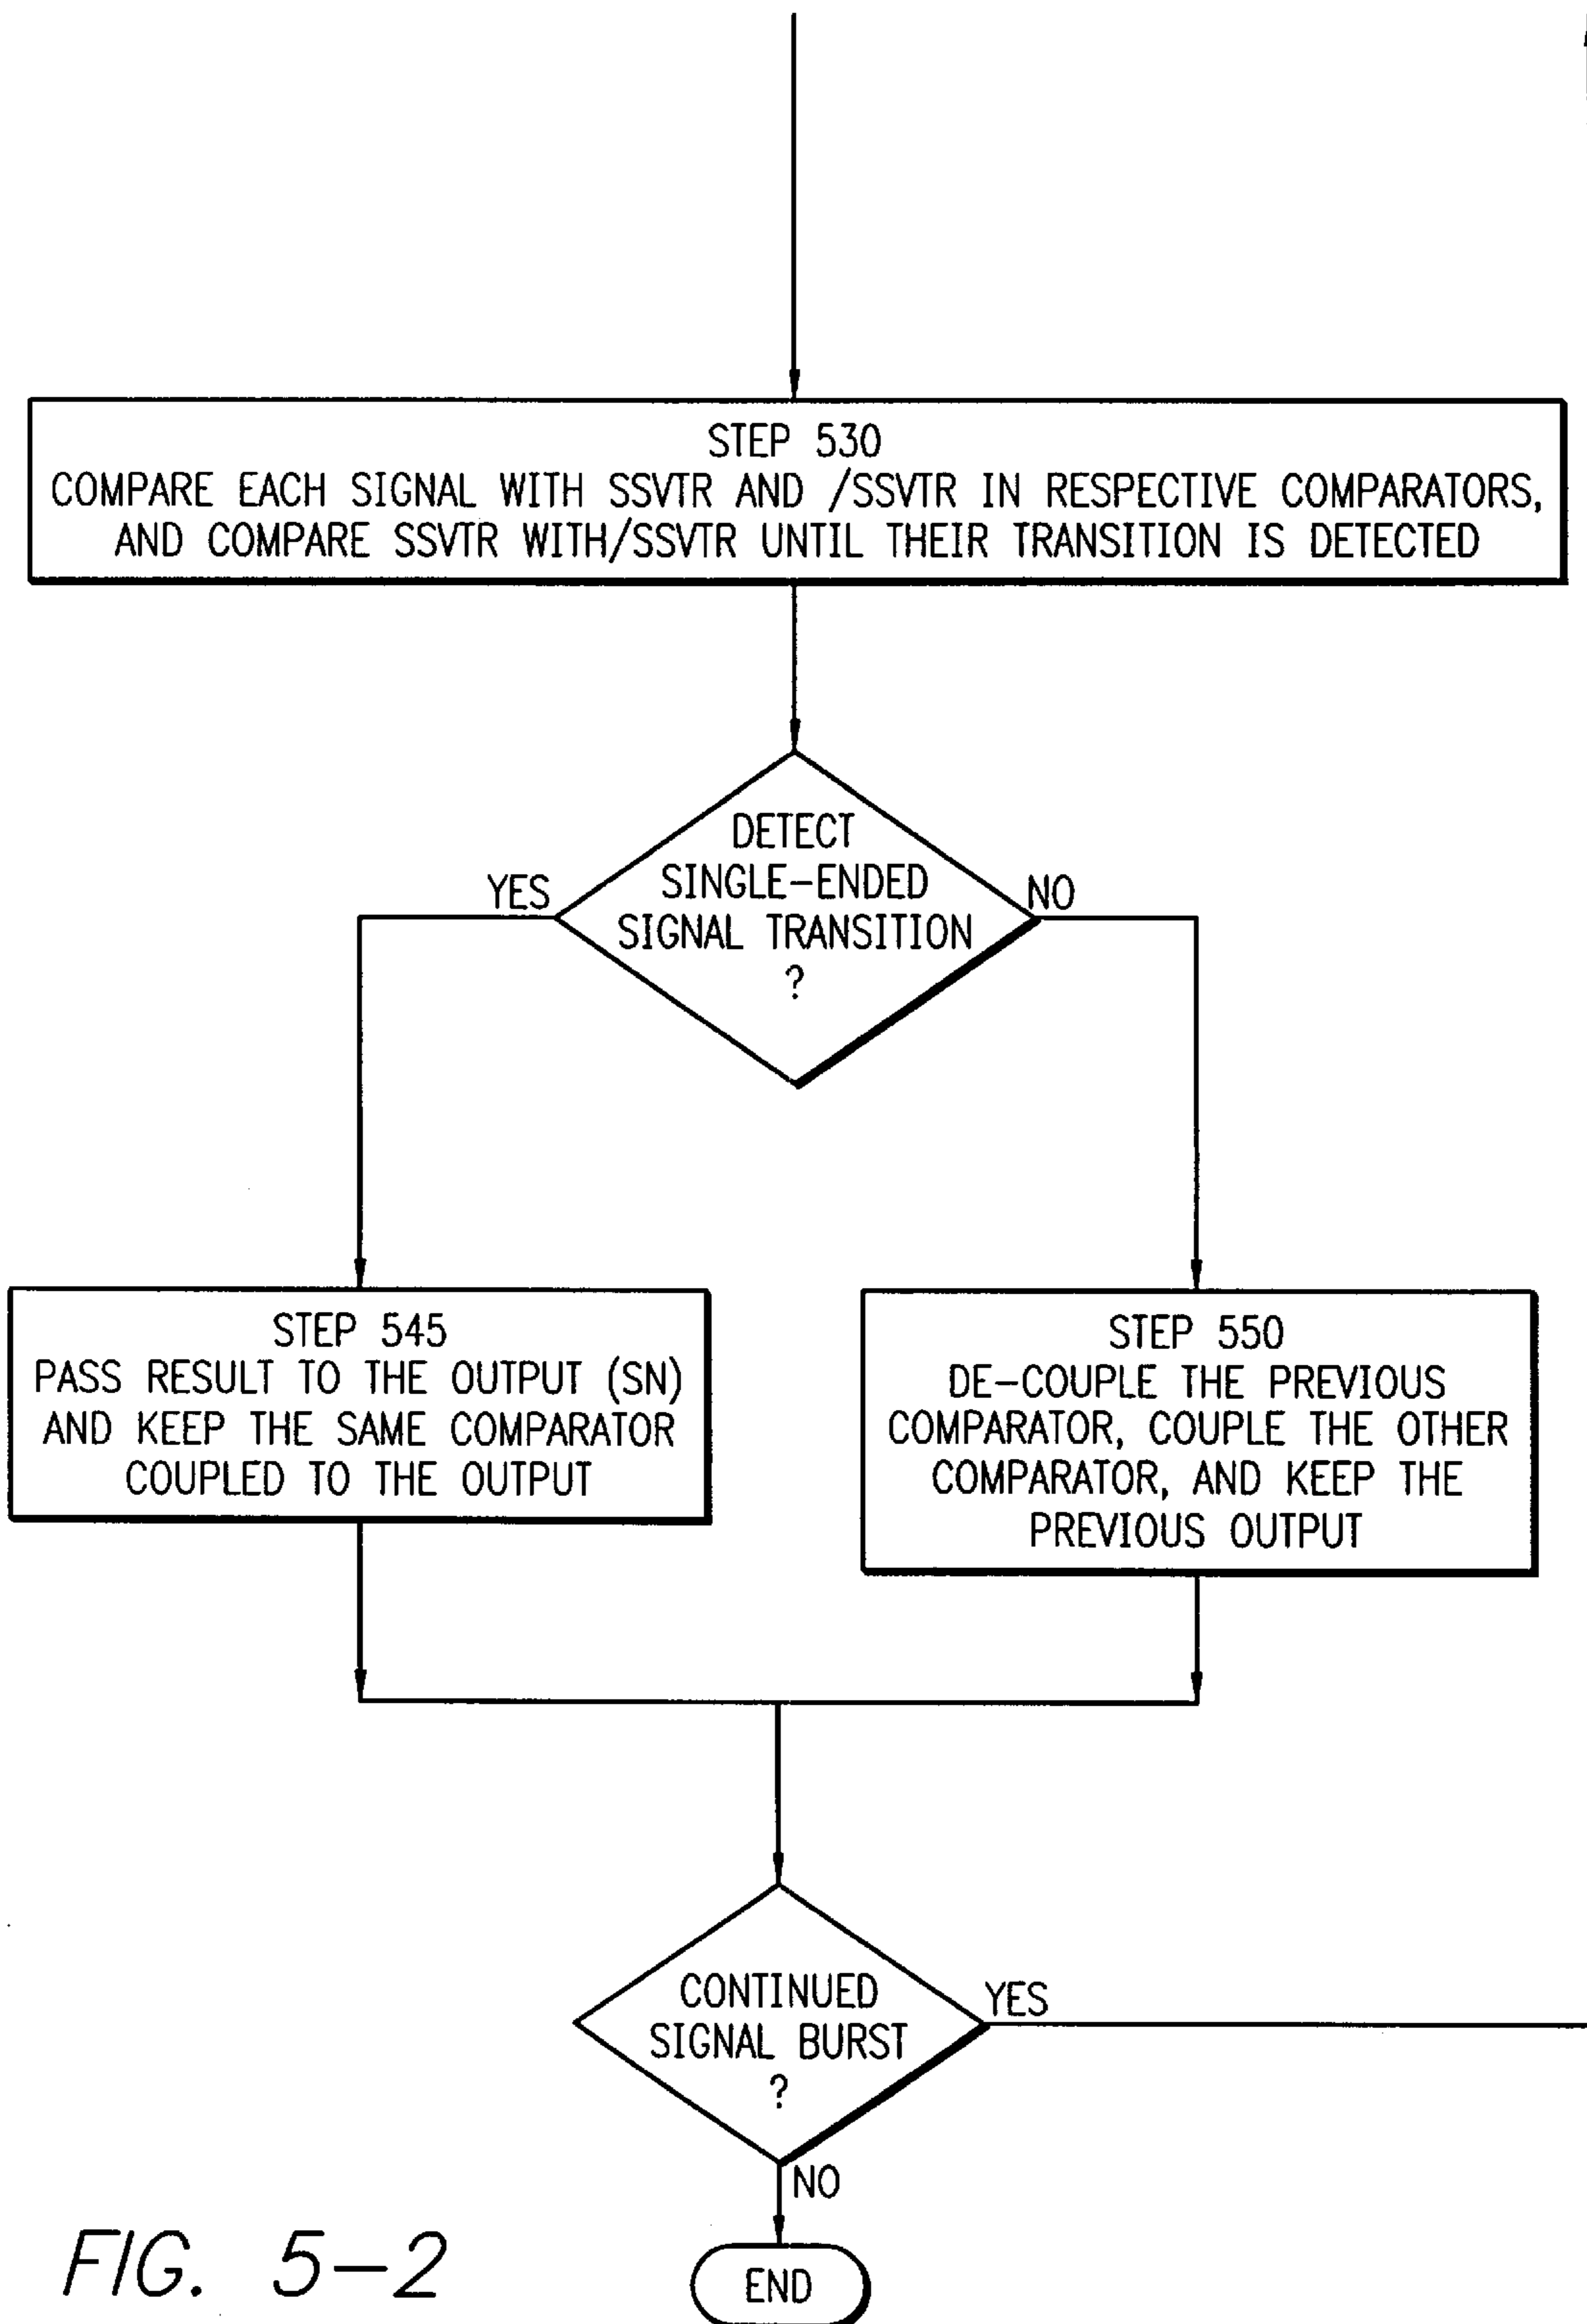 STEP 530
COMPARE EACH SIGNAL WITH SSVTR AND /SSVTR IN RESPECTIVE COMPARATORS,
AND COMPARE SSVTR WITH/SSVTR UNTIL THEIR TRANSITION IS DETECTED
DETECT
SINGLE-ENDED
SIGNAL TRANSITION
?
YES
NO
STEP 545
PASS RESULT TO THE OUTPUT (SN)
AND KEEP THE SAME COMPARATOR
COUPLED TO THE OUTPUT
STEP 550
DE-COUPLE THE PREVIOUS
COMPARATOR, COUPLE THE OTHER
COMPARATOR, AND KEEP THE
PREVIOUS OUTPUT
CONTINUED
SIGNAL BURST
?
YES
NO
END
FIG. 5-2